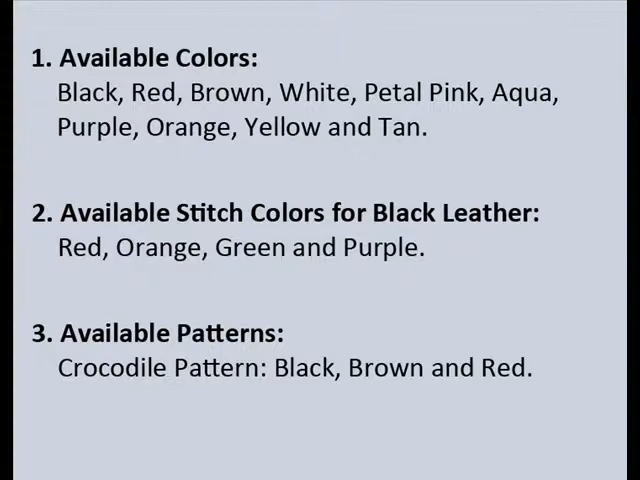 1. Available Colors:
Black, Red, Brown, White, Petal Pink, Aqua,
Purple, Orange, Yellow and Tan.
2. Available Stitch Colors for Black Leather:
Red, Orange, Green and Purple.
3. Available Patterns:
Crocodile Pattern: Black, Brown and Red.